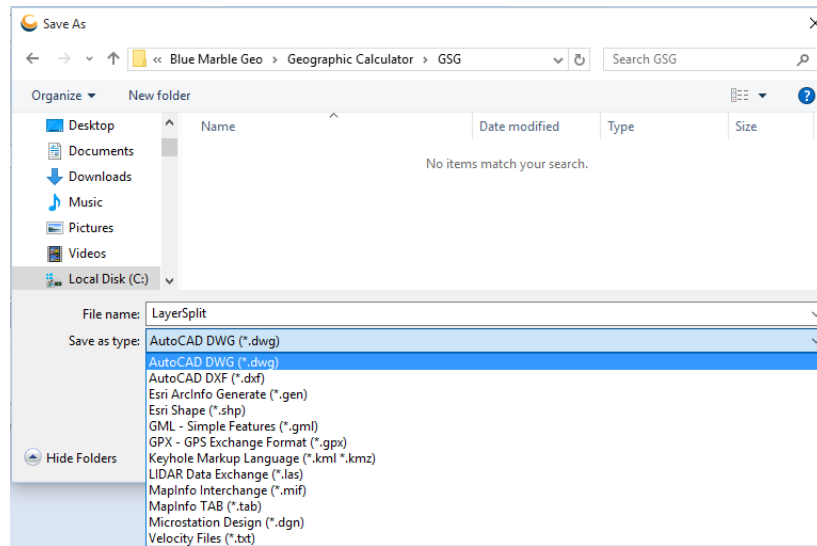 Save As
« Blue Marble Geo > Geographic Calculator > GSG
Search GSG
Organize
New folder
?
Name
Date modified
Type
Size
Desktop
Documents
Downloads
Music
Pictures
Videos
Local Disk (C:)
No items match your search.
File name: LayerSplit
Save as type: AutoCAD DWG (*.dwg)
AutoCAD DWG (*.dwg)
AutoCAD DXF (*.dxf)
Esri ArcInfo Generate (*.gen)
Esri Shape (*.shp)
GML - Simple Features (*.gml)
GPX - GPS Exchange Format (*.gpx)
Keyhole Markup Language (*.kml *.kmz)
LIDAR Data Exchange (*.las)
MapInfo Interchange (*.mif)
MapInfo TAB (*.tab)
Microstation Design (*.dgn)
Velocity Files (*.txt)
Hide Folders